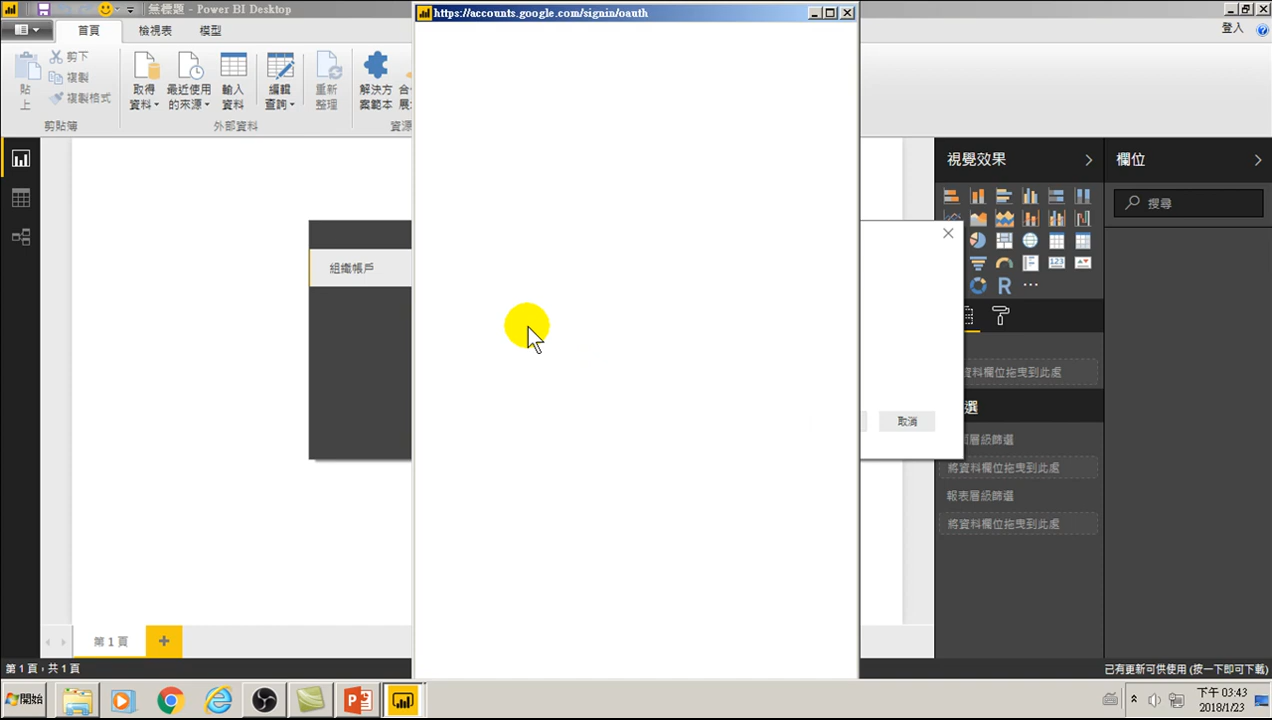 無標題 - Power BI Desktop
https://accounts.google.com/signin/oauth
首頁
檢視表
模型
登入
剪下
複製
複製格式
貼上
剪貼簿
取得資料
最近使用的來源
輸入資料
外部資料
編輯查詢
重新整理
解決方案範本
資源
視覺效果
欄位
搜尋
組織帳戶
取消
資料欄位拖曳到此處
選
層級篩選
將資料欄位拖曳到此處
報表層級篩選
將資料欄位拖曳到此處
第 1 頁
第 1 頁，共 1 頁
已有更新可供使用 (按一下即可下載)
開始
下午 03:43
2018/1/23